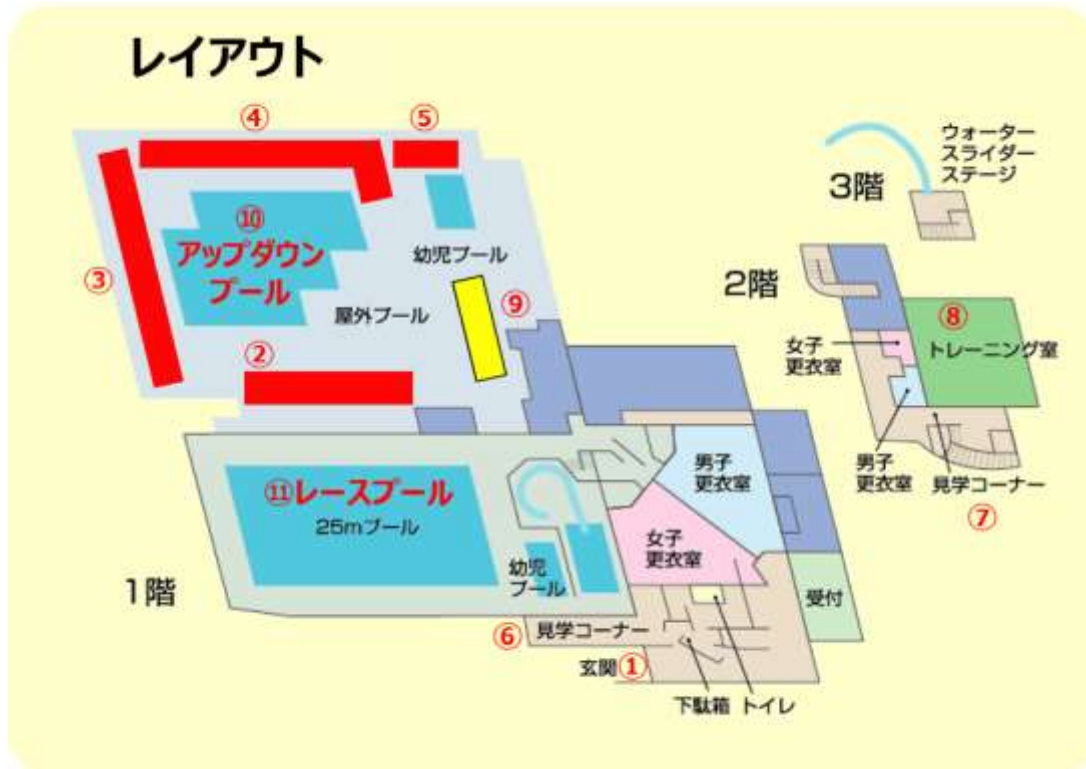 レイアウト
④
⑤
③
⑩
アップダウン
プール
幼児プール
屋外プール
⑨
②
⑪レースプール
25mプール
幼児
プール
男子
更衣室
女子
更衣室
受付
1階
⑥
見学コーナー
玄関①
下駄箱
トイレ
ウォーター
スライダー
ステージ
3階
2階
⑧
トレーニング室
女子
更衣室
男子
更衣室
見学コーナー
⑦